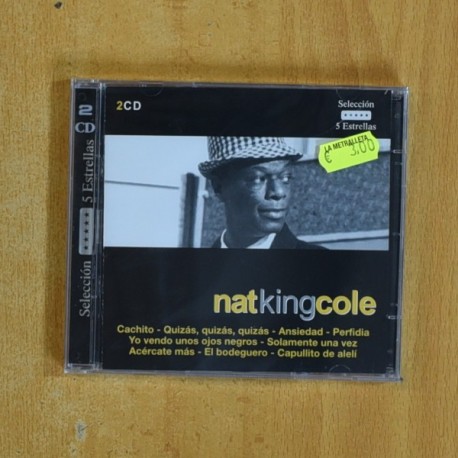 2CD
Selección
5 Estrellas
LA METRALLETA
€ 3.00
natkingcole
Cachito - Quizás, quizás, quizás - Ansiedad - Perfidia
Yo vendo unos ojos negros - Solamente una vez
Acércate más - El bodeguero - Capullito de alelí
2
CD
Selección ★★★★★ 5 Estrellas